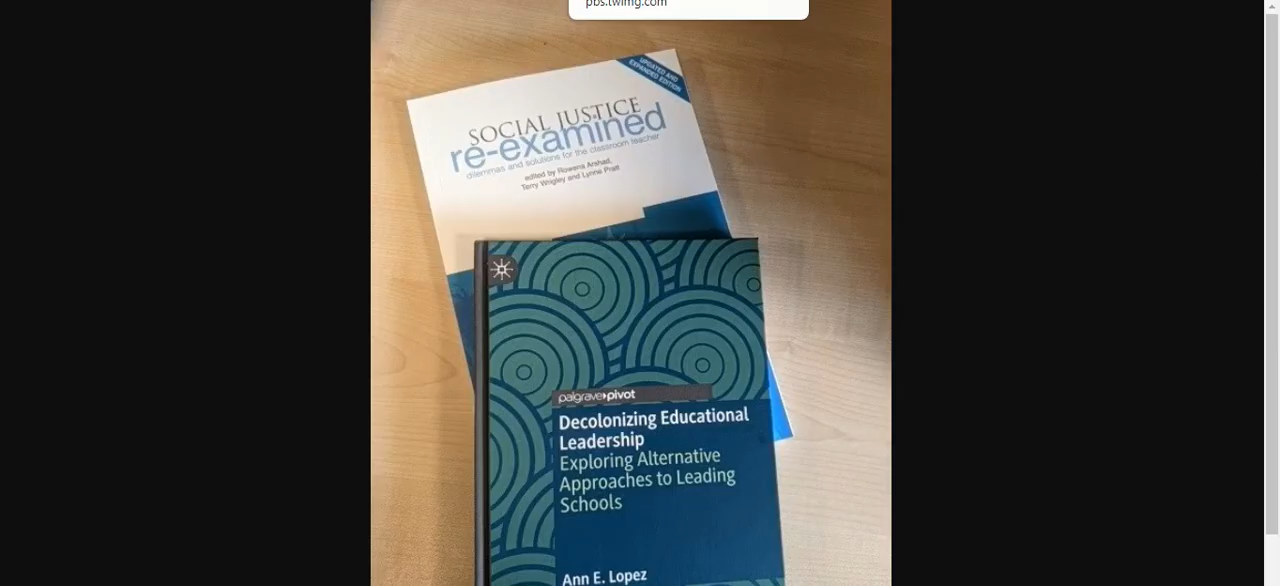 pbs.twimg.com
UPDATED AND
EXPANDED EDITION
SOCIAL JUSTICE
re-examined
dilemmas and solutions for the classroom teacher
edited by Rowena Arshad,
Terry Wrigley and Lynne Pratt
palgrave›pivot
Decolonizing Educational
Leadership
Exploring Alternative
Approaches to Leading
Schools
Ann E. Lopez